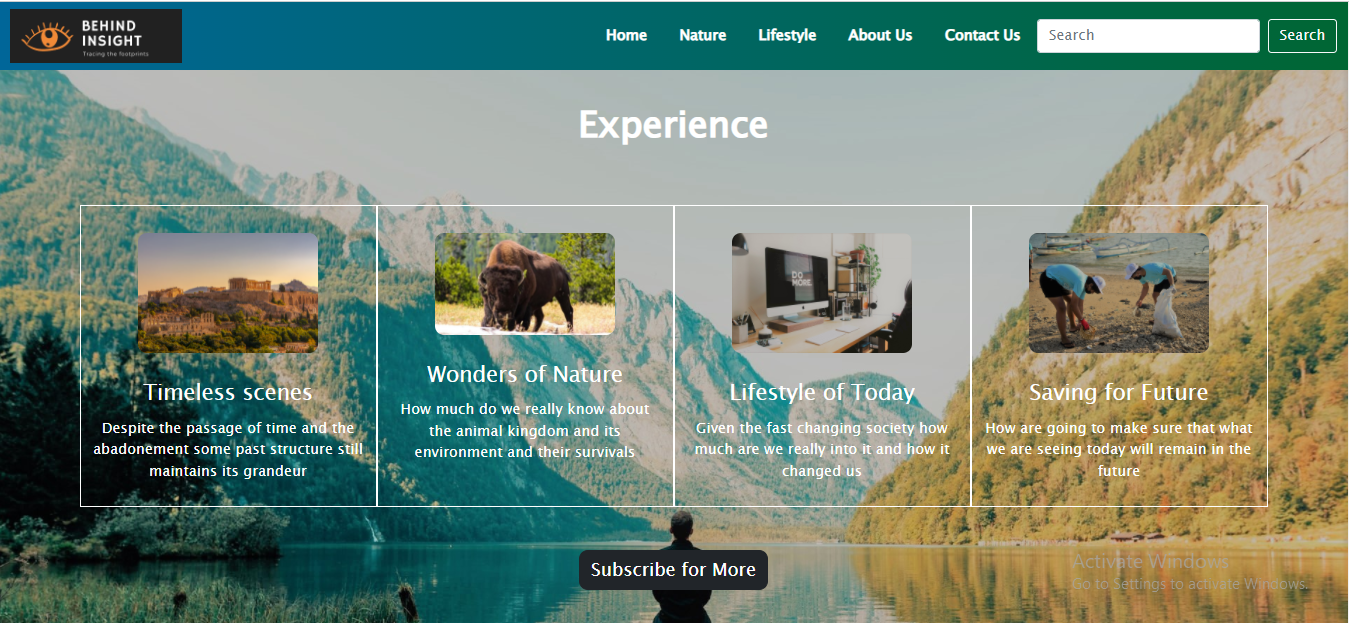 BEHIND
INSIGHT
Tracing the footprints
Home Nature Lifestyle About Us Contact Us Search Search
Experience
Timeless scenes
Despite the passage of time and the
abadonement some past structure still
maintains its grandeur
Wonders of Nature
How much do we really know about
the animal kingdom and its
environment and their survivals
DO
MORE.
Lifestyle of Today
Given the fast changing society how
much are we really into it and how it
changed us
Saving for Future
How are going to make sure that what
we are seeing today will remain in the
future
Subscribe for More
Activate Windows
Go to Settings to activate Windows.